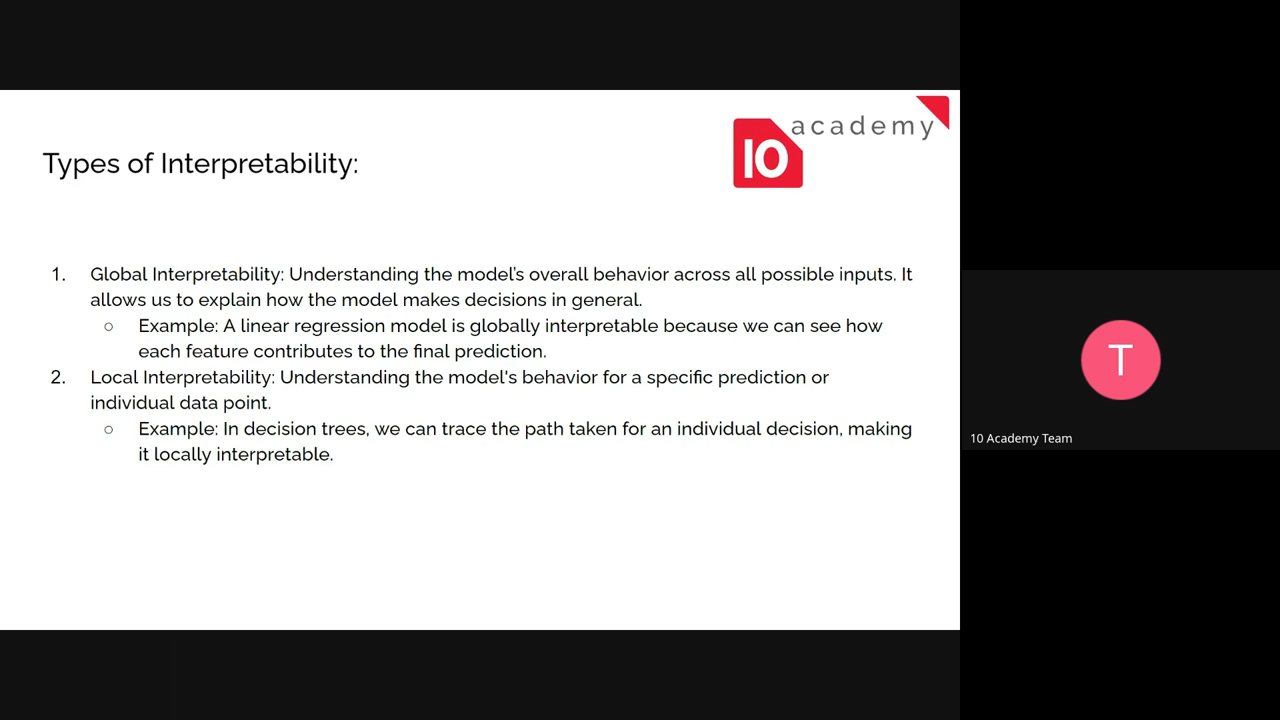 academy
10
Types of Interpretability:
1. Global Interpretability: Understanding the model’s overall behavior across all possible inputs. It
allows us to explain how the model makes decisions in general.
○ Example: A linear regression model is globally interpretable because we can see how
each feature contributes to the final prediction.
2. Local Interpretability: Understanding the model's behavior for a specific prediction or
individual data point.
○ Example: In decision trees, we can trace the path taken for an individual decision, making
it locally interpretable.
T
10 Academy Team